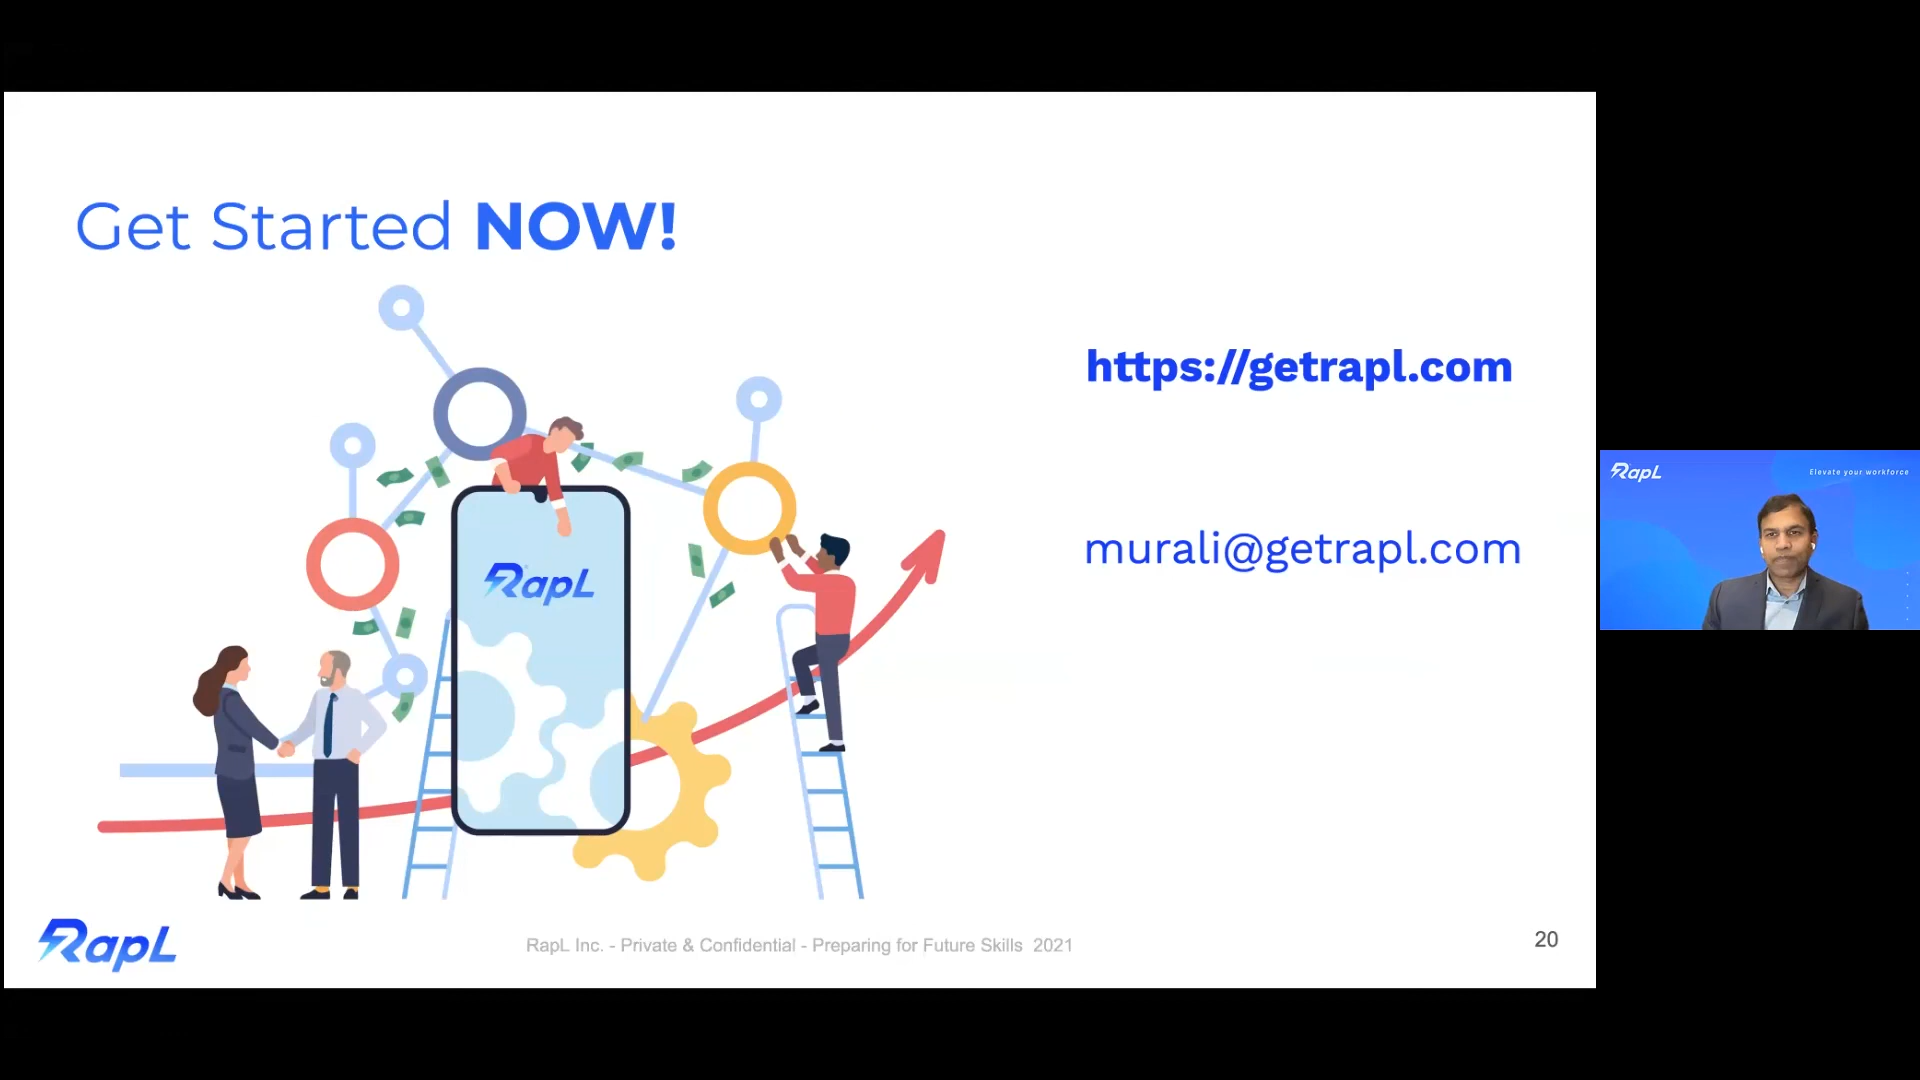 Get Started NOW!
https://getrapl.com
murali@getrapl.com
RapL
RapL
RapL Inc. - Private & Confidential - Preparing for Future Skills 2021
20
RapL
Elevate your workforce